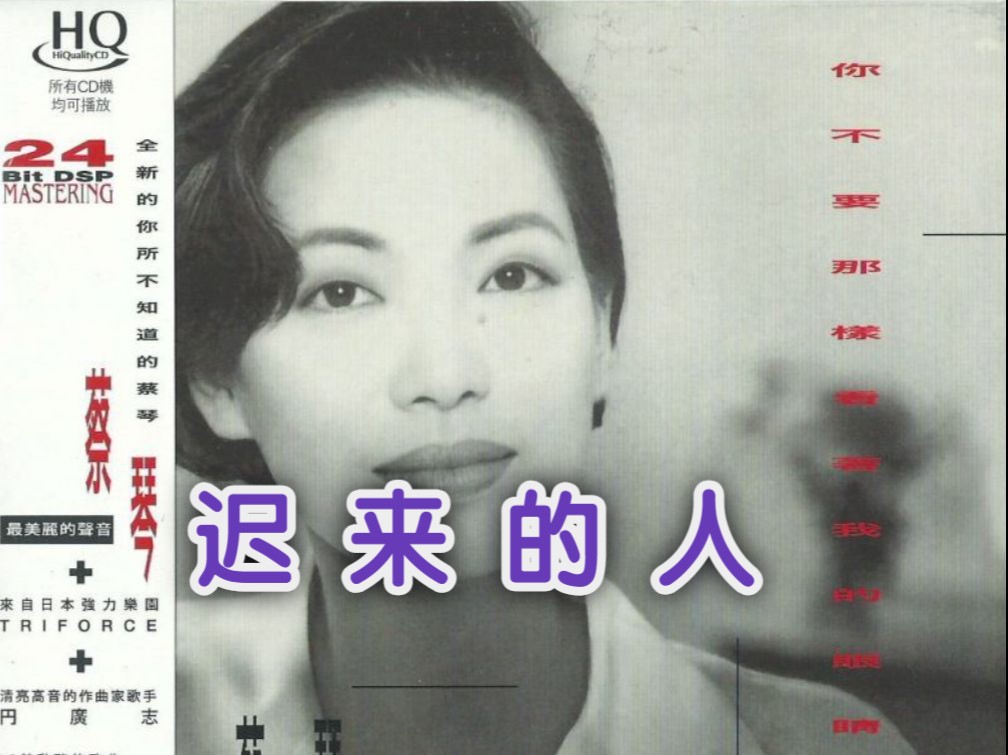 HQ
HiQualityCD
所有CD機
均可播放
24
Bit DSP
MASTERING
全新的你所不知道的蔡琴
蔡琴
最美麗的聲音
+
來自日本強力樂園
TRIFORCE
+
清亮高音的作曲家歌手
円廣志
你不要那樣看著我的眼睛
迟来的人